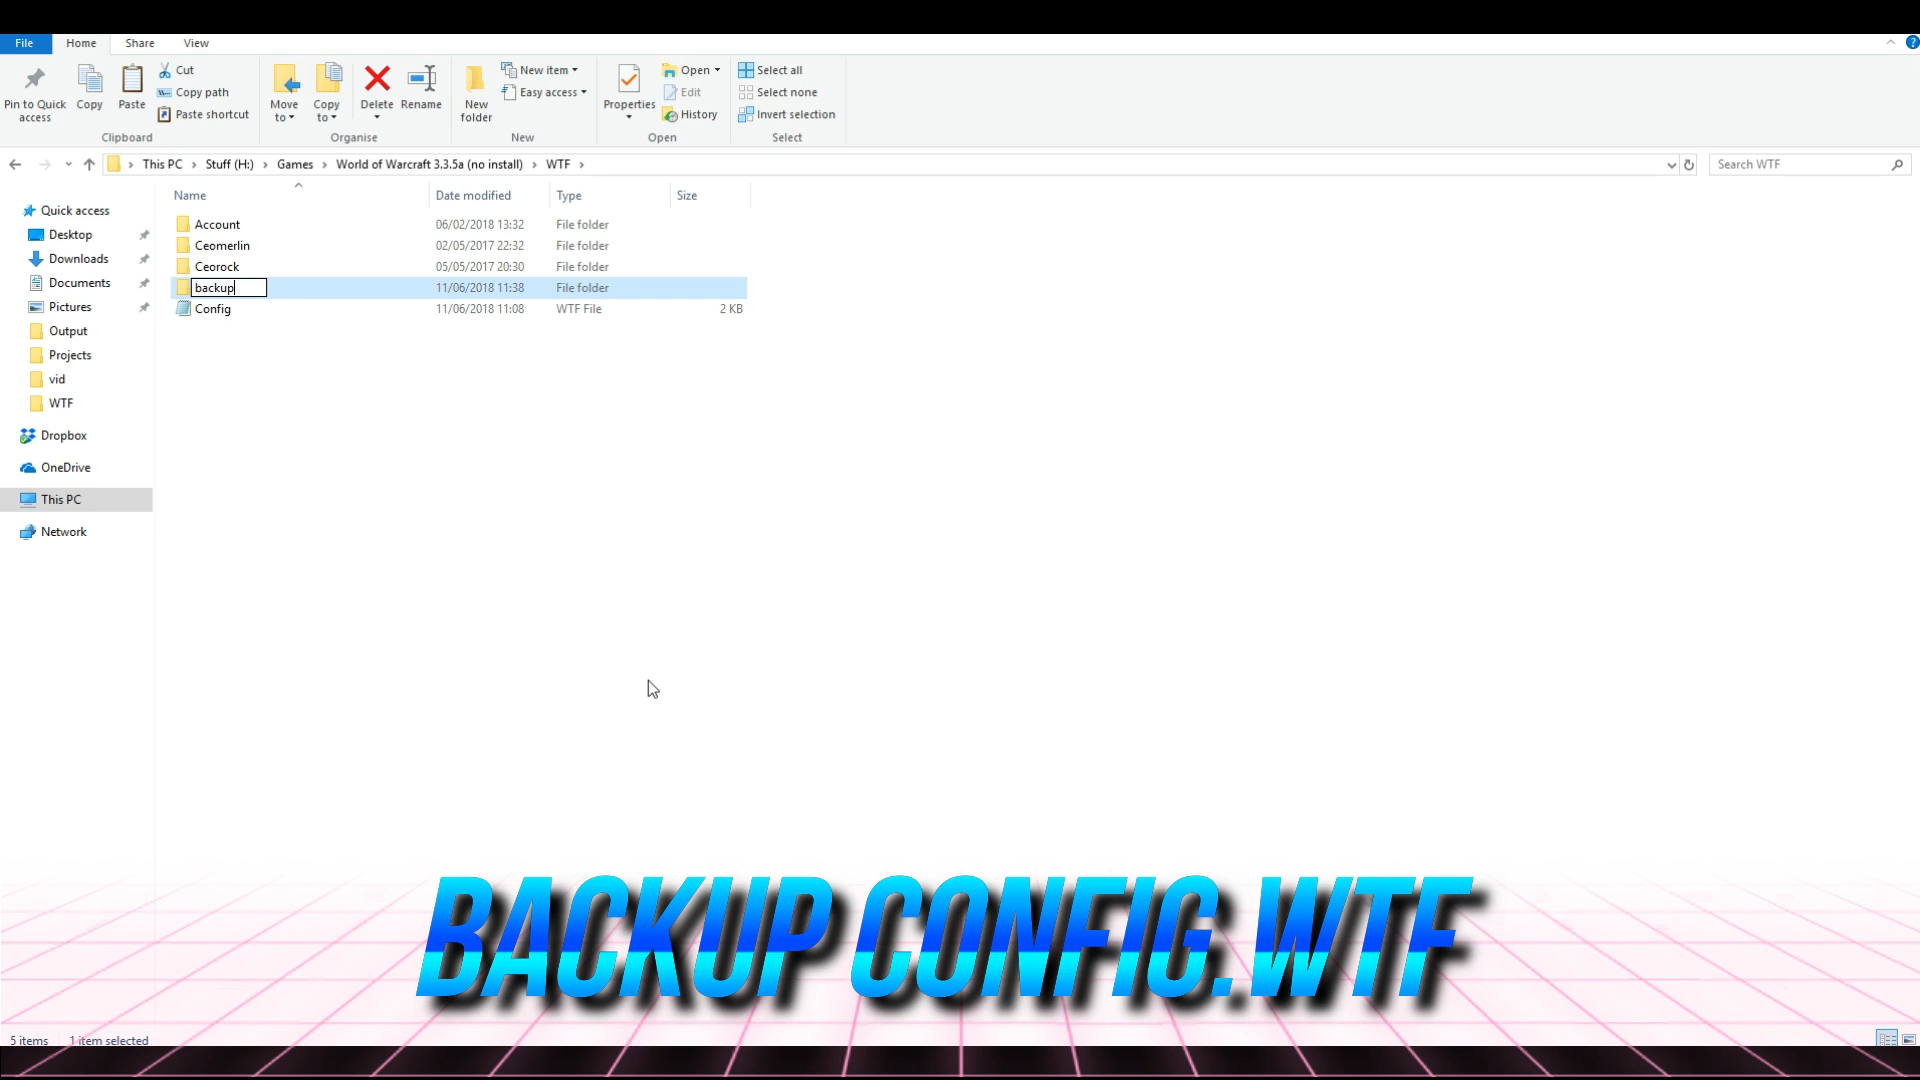 File Home Share View
Pin to Quick access
Copy
Paste
Cut
Copy path
Paste shortcut
Clipboard
Move to
Copy to
Delete
Rename
Organise
New folder
New item
Easy access
New
Properties
Open
Edit
History
Open
Select all
Select none
Invert selection
Select
This PC > Stuff (H:) > Games > World of Warcraft 3.3.5a (no install) > WTF >
Search WTF
Name Date modified Type Size
Account 06/02/2018 13:32 File folder
Ceomerlin 02/05/2017 22:32 File folder
Ceorock 05/05/2017 20:30 File folder
backup 11/06/2018 11:38 File folder
Config 11/06/2018 11:08 WTF File 2 KB
Quick access
Desktop
Downloads
Documents
Pictures
Output
Projects
vid
WTF
Dropbox
OneDrive
This PC
Network
BACKUP CONFIG.WTF
5 items 1 item selected